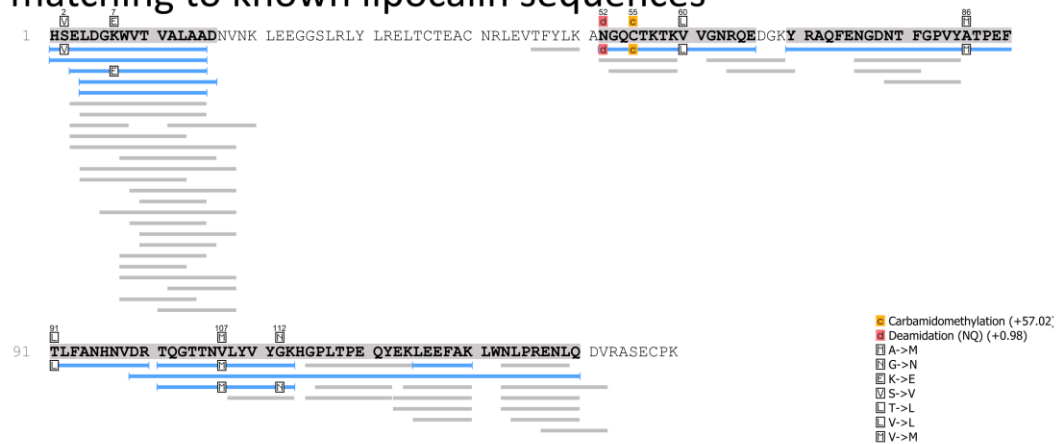 matching to known lipocalin sequences
2 7 52 55 60 86
V E d c L M
1 HSELDGKWVT VALAADNVNK LEEGGSLRLY LRELTCTEAC NRLEVTFYLK ANGQCTKTKV VGNRQEDGKY RAQFENGDNT FGPVYATPEF
V d c L M
E
91 107 112
L M N
91 TLFANHNVDR TQGTTNVLYV YGKHGPLTPE QYEKLEEFAK LWNLPRENLQ DVRASECPK
L M
M N
c Carbamidomethylation (+57.02)
d Deamidation (NQ) (+0.98)
M A->M
N G->N
E K->E
V S->V
L T->L
L V->L
M V->M